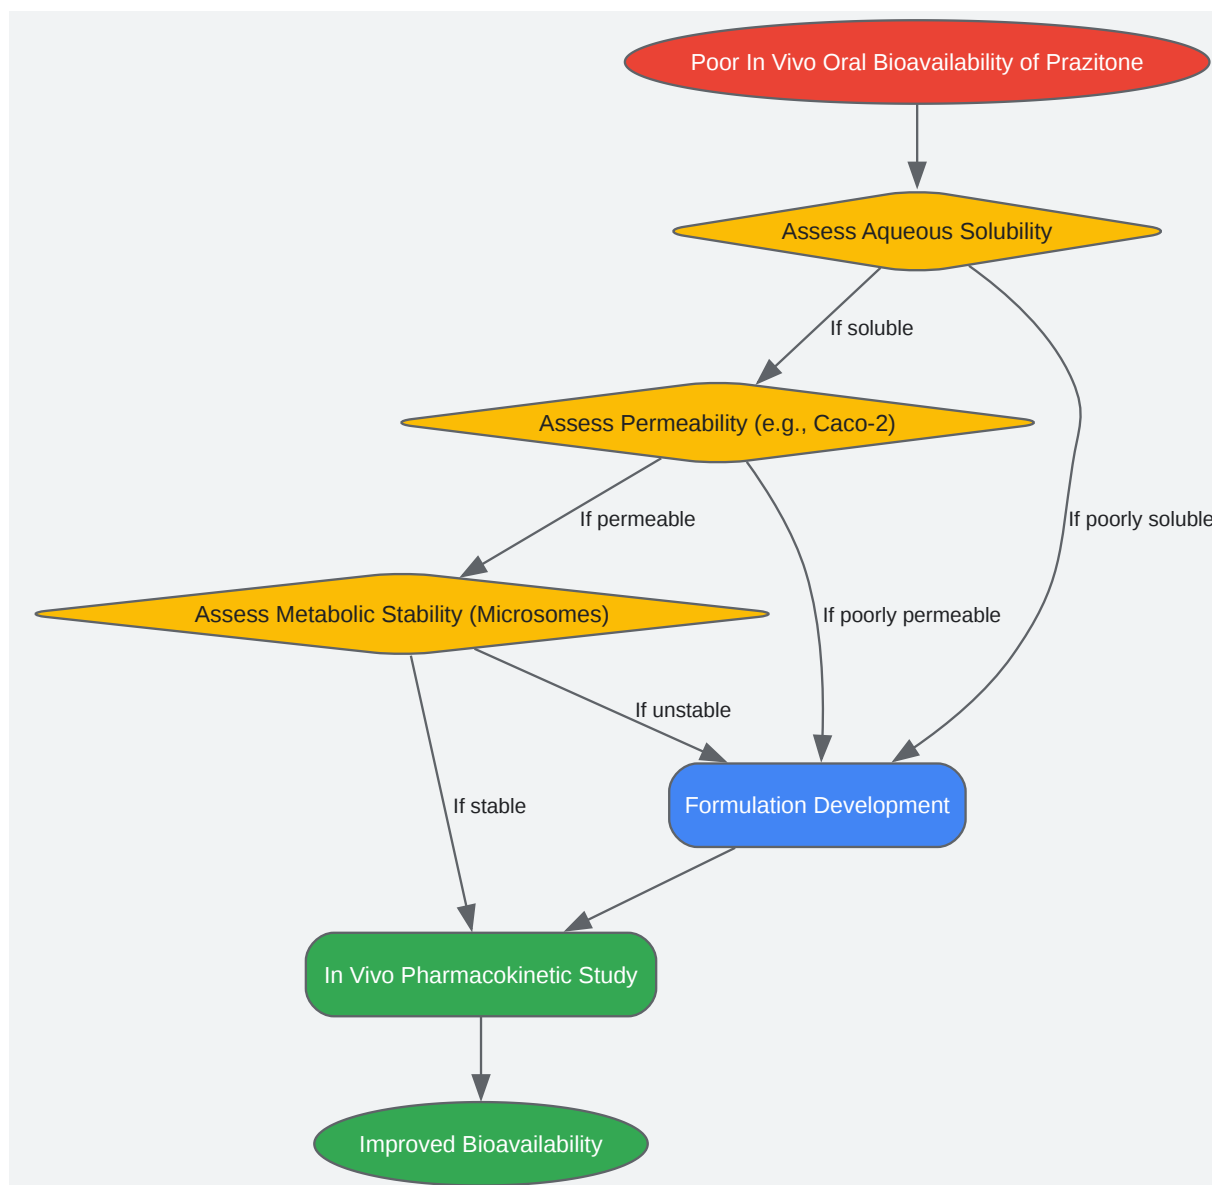 Poor In Vivo Oral Bioavailability of Prazitone
Assess Aqueous Solubility
If soluble
Assess Permeability (e.g., Caco-2)
If permeable
If poorly soluble
Assess Metabolic Stability (Microsomes)
If poorly permeable
If unstable
If stable
Formulation Development
In Vivo Pharmacokinetic Study
Improved Bioavailability